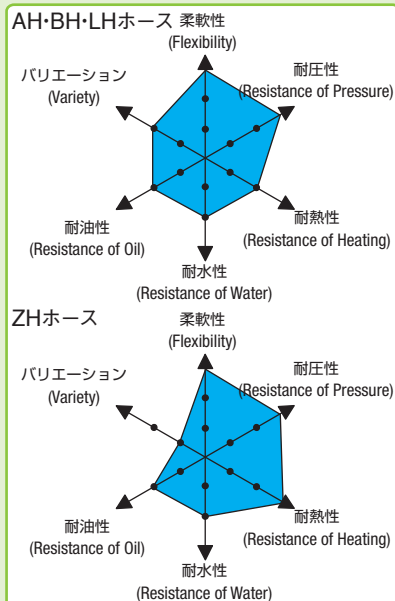 AH・BH・LHホース
柔軟性
(Flexibility)
バリエーション
(Variety)
耐圧性
(Resistance of Pressure)
耐油性
(Resistance of Oil)
耐熱性
(Resistance of Heating)
耐水性
(Resistance of Water)
ZHホース
柔軟性
(Flexibility)
バリエーション
(Variety)
耐圧性
(Resistance of Pressure)
耐油性
(Resistance of Oil)
耐熱性
(Resistance of Heating)
耐水性
(Resistance of Water)